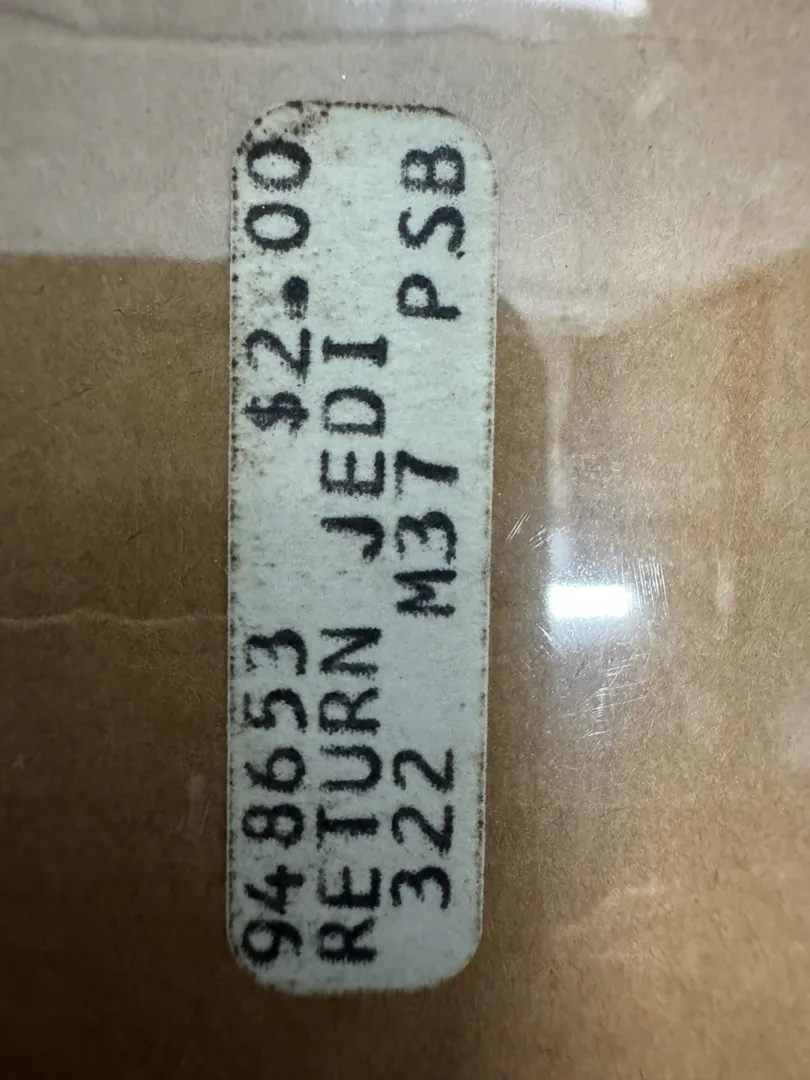 948653 $2.00
RETURN JEDI
322 M37 PSB